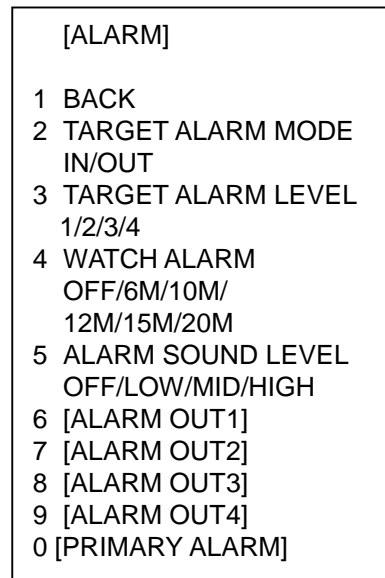 [ALARM]
1 BACK
2 TARGET ALARM MODE
IN/OUT
3 TARGET ALARM LEVEL
1/2/3/4
4 WATCH ALARM
OFF/6M/10M/
12M/15M/20M
5 ALARM SOUND LEVEL
OFF/LOW/MID/HIGH
6 [ALARM OUT1]
7 [ALARM OUT2]
8 [ALARM OUT3]
9 [ALARM OUT4]
0 [PRIMARY ALARM]